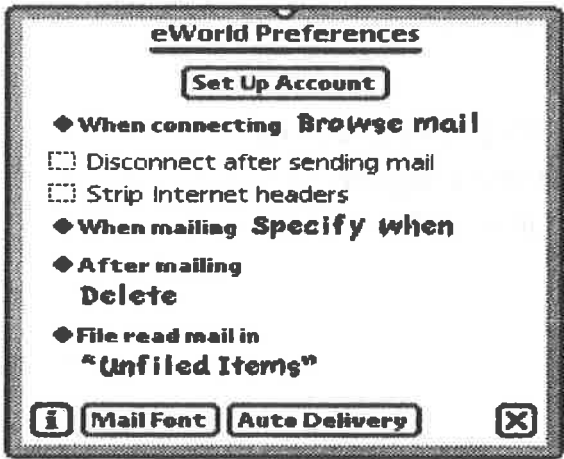 eWorld Preferences
Set Up Account
◆When connecting Browse mail
Disconnect after sending mail
Strip Internet headers
◆When mailing Specify when
◆After mailing
Delete
◆File read mail in
"Unfiled Items"
i Mail Font Auto Delivery X